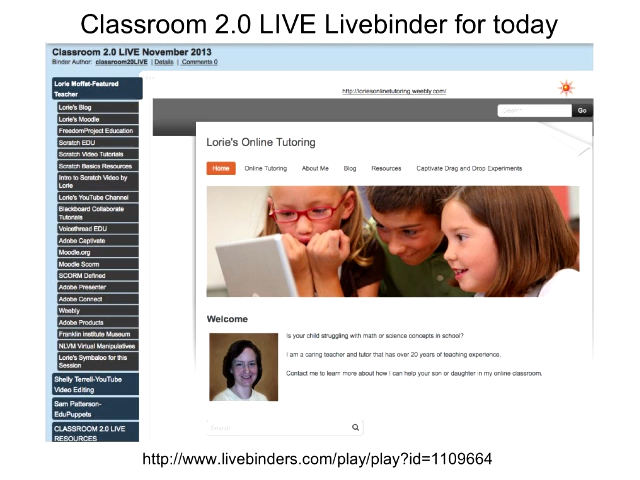 Classroom 2.0 LIVE Livebinder for today
Classroom 2.0 LIVE November 2013
Binder Author: classroom20LIVE | Details | Comments 0
Lorie Moffat-Featured
Teacher
Lorie's Blog
Lorie's Moodle
FreedomProject Education
Scratch EDU
Scratch Video Tutorials
Scratch Basics Resources
Intro to Scratch Video by
Lorie
Lorie's YouTube Channel
Blackboard Collaborate
Tutorials
Voicethread EDU
Adobe Captivate
Moodle.org
Moodle Scorm
SCORM Defined
Adobe Presenter
Adobe Connect
Weebly
Adobe Products
Franklin Institute Museum
NLVM Virtual Manipulatives
Lorie's Symbaloo for this
Session
Shelly Terrell-YouTube
Video Editing
Sam Patterson-
EduPuppets
CLASSROOM 2.0 LIVE
RESOURCES
http://loriesonlinetutoring.weebly.com/
Search
Go
Lorie's Online Tutoring
Home Online Tutoring About Me Blog Resources Captivate Drag and Drop Experiments
Welcome
Is your child struggling with math or science concepts in school?
I am a caring teacher and tutor that has over 20 years of teaching experience.
Contact me to learn more about how I can help your son or daughter in my online classroom.
Search
http://www.livebinders.com/play/play?id=1109664